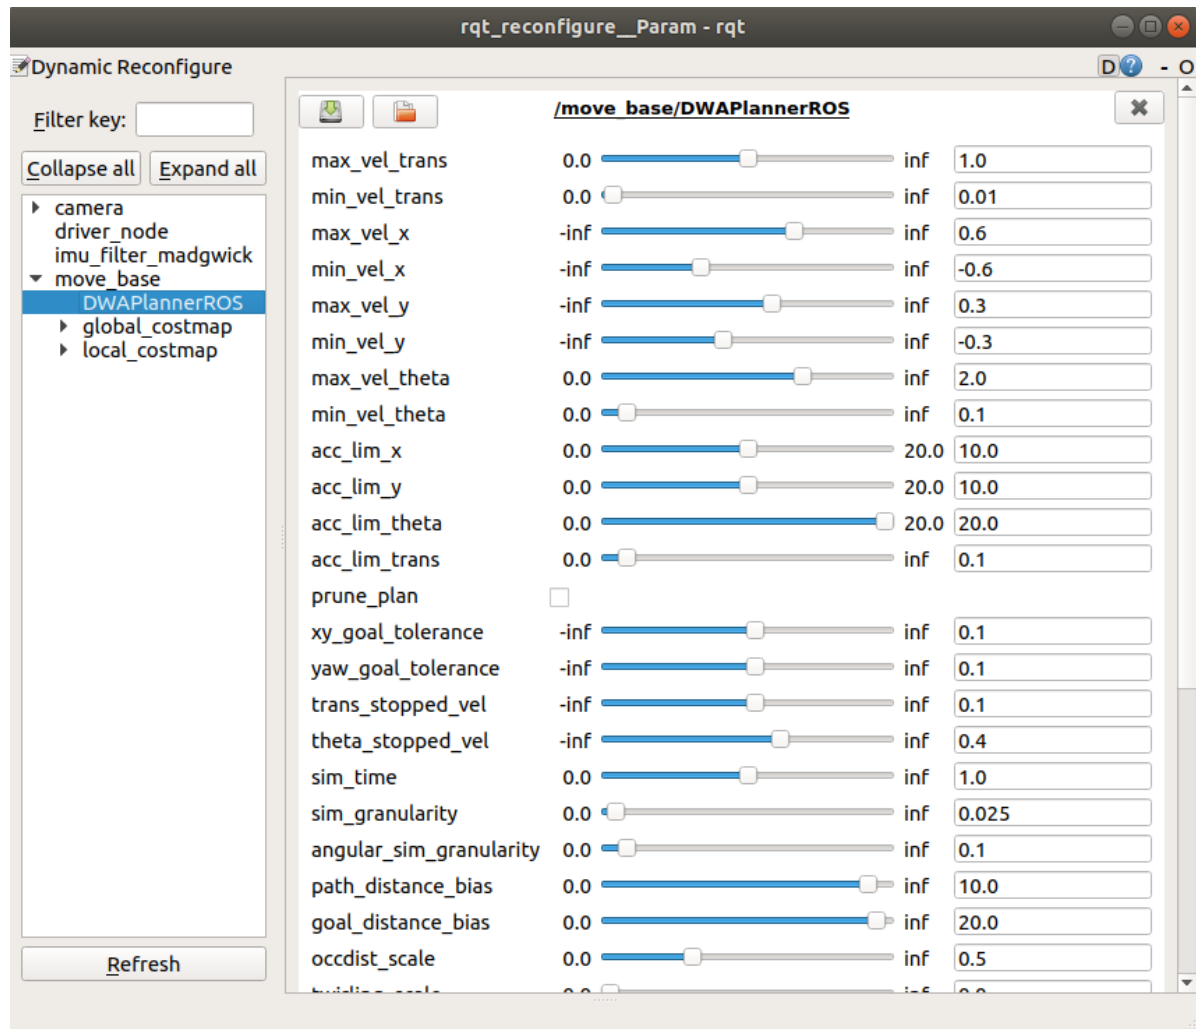 rqt_reconfigure__Param - rqt
Dynamic Reconfigure D ? - O
Filter key:
Collapse all Expand all
camera
driver_node
imu_filter_madgwick
move_base
DWAPlannerROS
global_costmap
local_costmap
Refresh
/move_base/DWAPlannerROS
max_vel_trans 0.0 inf 1.0
min_vel_trans 0.0 inf 0.01
max_vel_x -inf inf 0.6
min_vel_x -inf inf -0.6
max_vel_y -inf inf 0.3
min_vel_y -inf inf -0.3
max_vel_theta 0.0 inf 2.0
min_vel_theta 0.0 inf 0.1
acc_lim_x 0.0 20.0 10.0
acc_lim_y 0.0 20.0 10.0
acc_lim_theta 0.0 20.0 20.0
acc_lim_trans 0.0 inf 0.1
prune_plan
xy_goal_tolerance -inf inf 0.1
yaw_goal_tolerance -inf inf 0.1
trans_stopped_vel -inf inf 0.1
theta_stopped_vel -inf inf 0.4
sim_time 0.0 inf 1.0
sim_granularity 0.0 inf 0.025
angular_sim_granularity 0.0 inf 0.1
path_distance_bias 0.0 inf 10.0
goal_distance_bias 0.0 inf 20.0
occdist_scale 0.0 inf 0.5